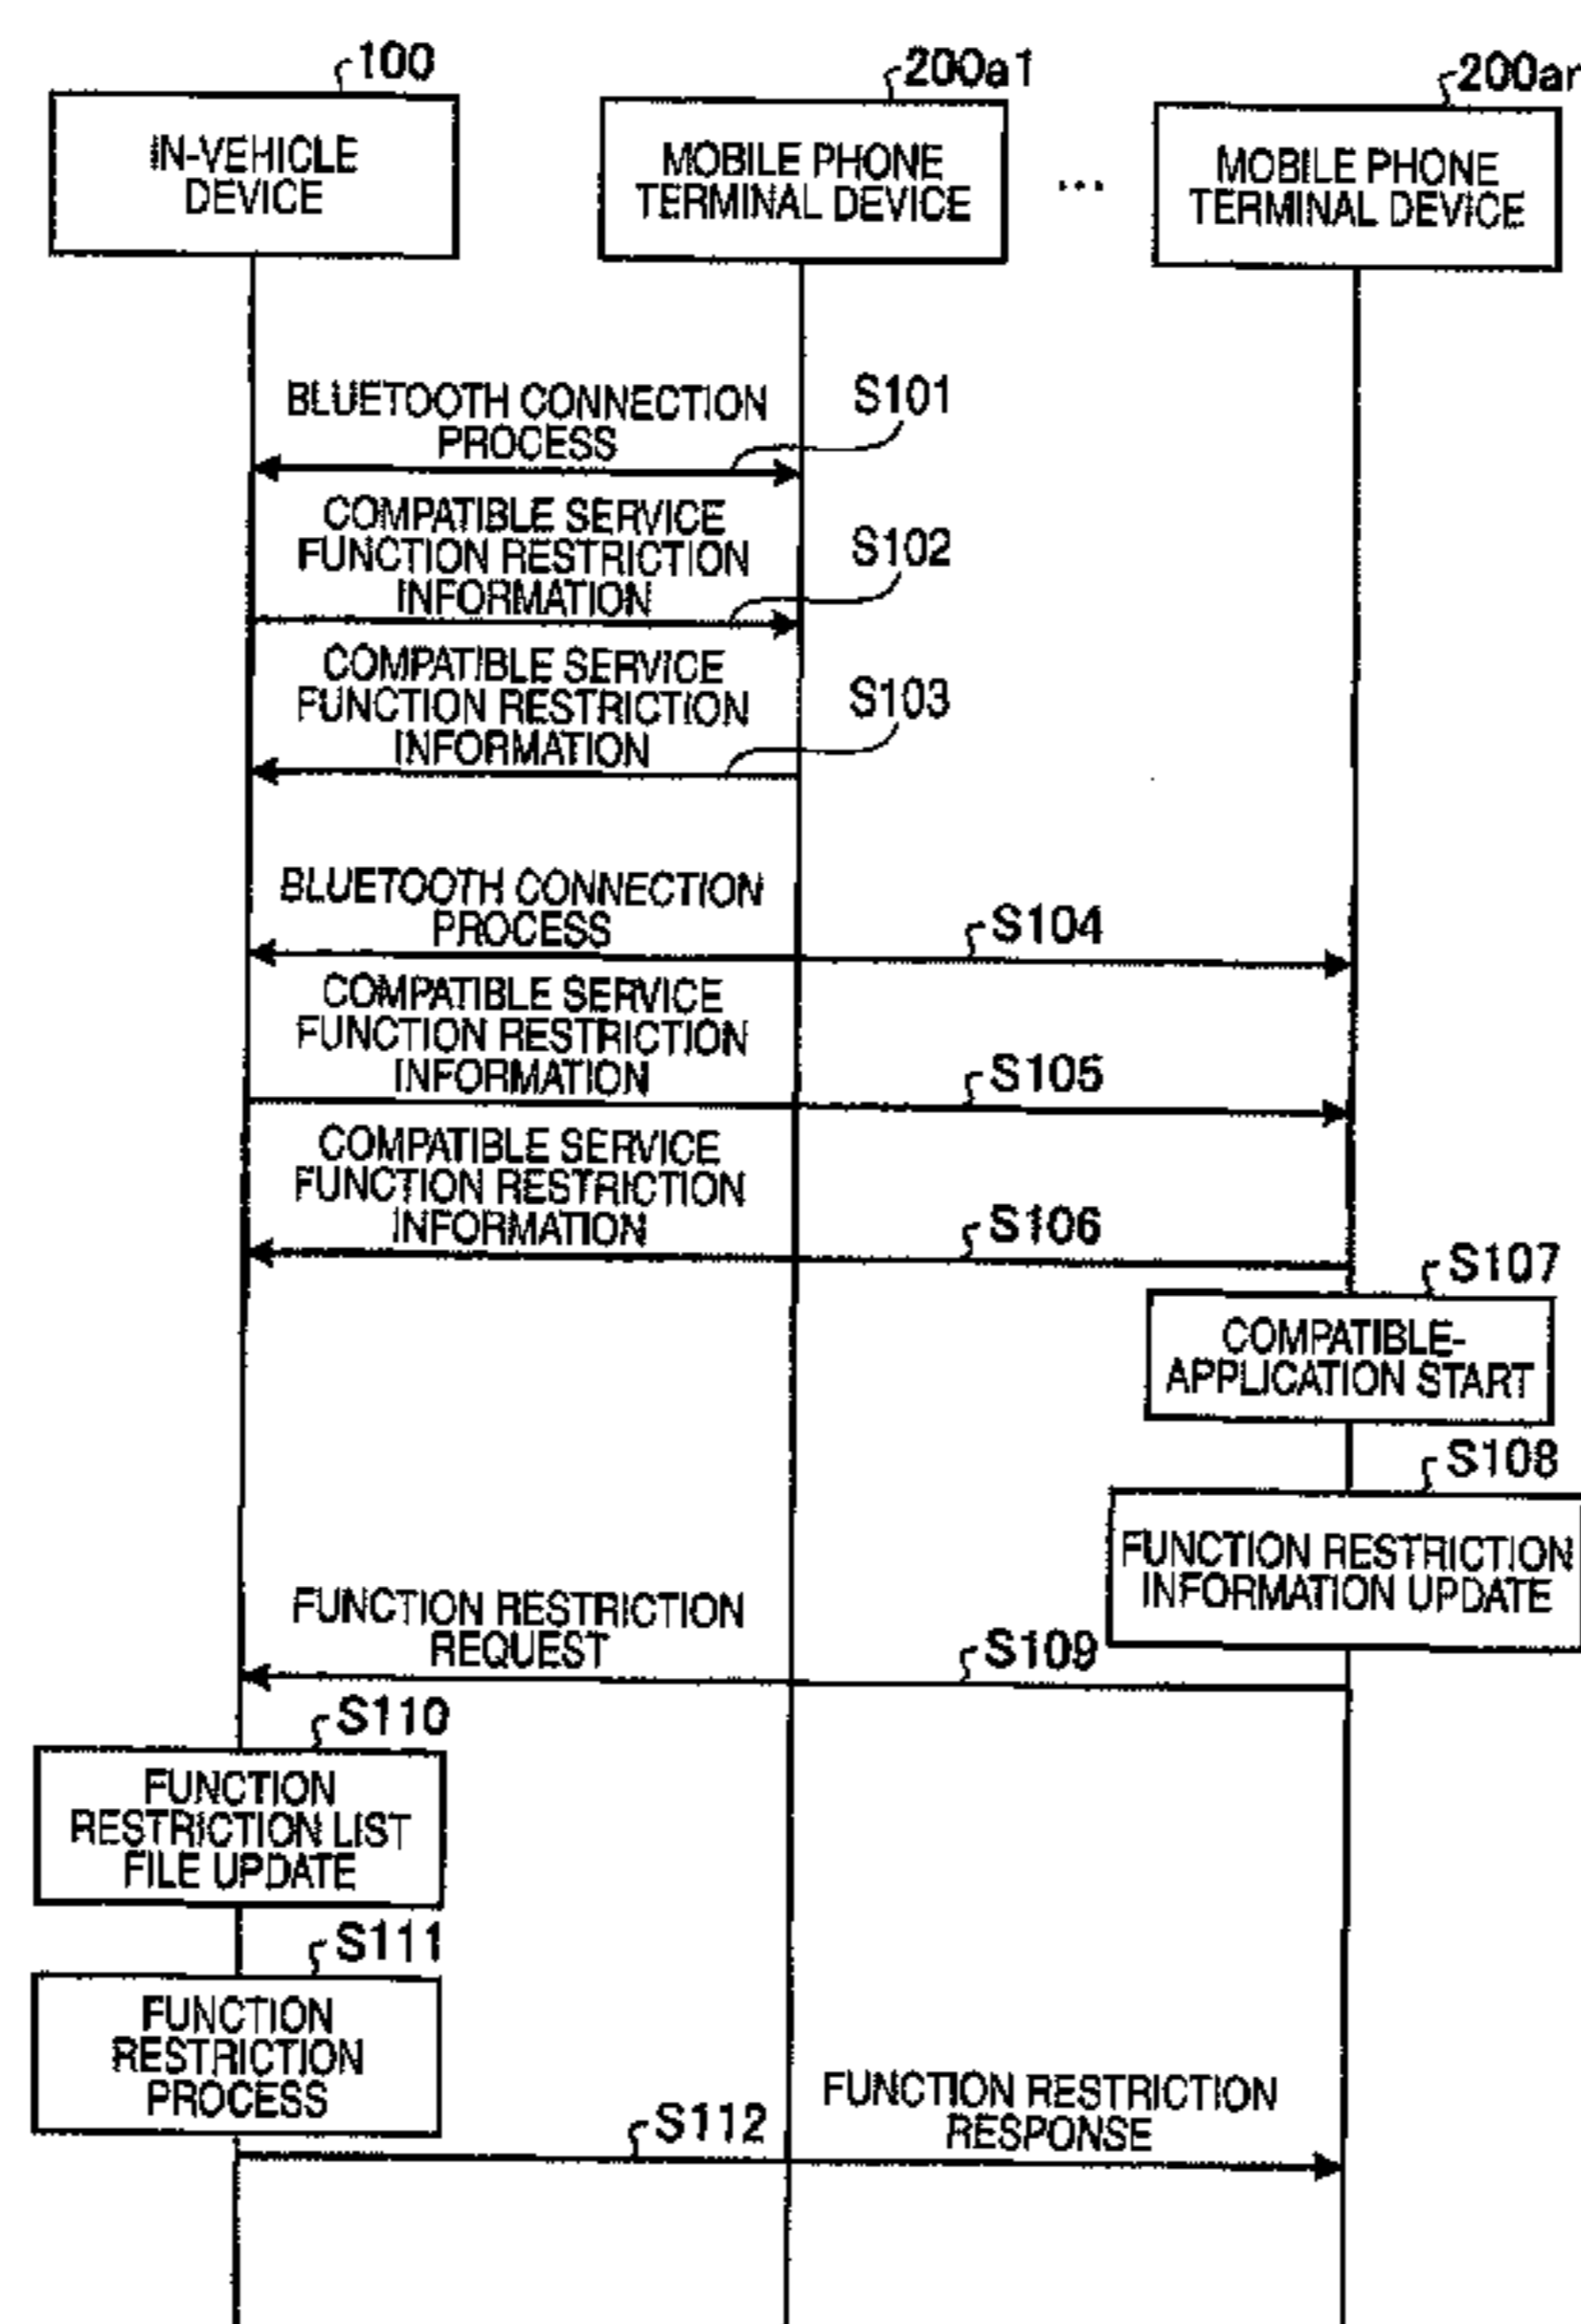 100
200a1
IN-VEHICLE
DEVICE
MOBILE PHONE
TERMINAL DEVICE
...
MOBILE PHONE
TERMINAL DEVICE
BLUETOOTH CONNECTION
PROCESS
S101
COMPATIBLE SERVICE
FUNCTION RESTRICTION
INFORMATION
S102
COMPATIBLE SERVICE
FUNCTION RESTRICTION
INFORMATION
S103
BLUETOOTH CONNECTION
PROCESS
S104
COMPATIBLE SERVICE
FUNCTION RESTRICTION
INFORMATION
S105
COMPATIBLE SERVICE
FUNCTION RESTRICTION
INFORMATION
S106
S107
COMPATIBLE-
APPLICATION START
S108
FUNCTION RESTRICTION
INFORMATION UPDATE
FUNCTION RESTRICTION
REQUEST
S109
S110
FUNCTION
RESTRICTION LIST
FILE UPDATE
S111
FUNCTION
RESTRICTION
PROCESS
S112
FUNCTION RESTRICTION
RESPONSE